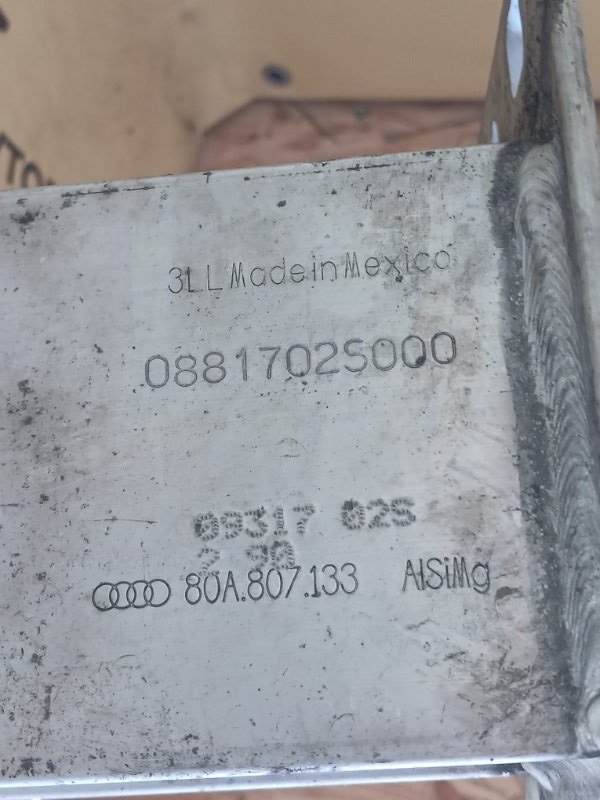 3LL Made in Mexico
0881702S000
09317 02S
80A.807.133 AlSiMg